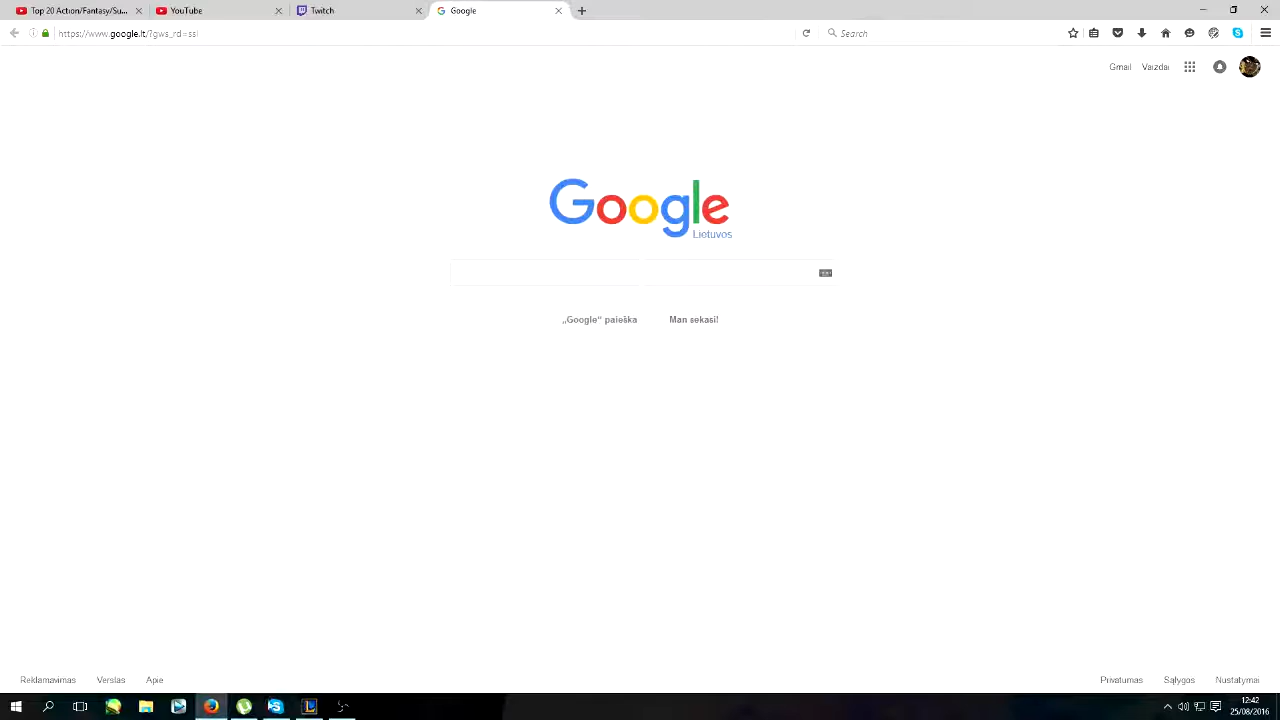 Top 20 Action/Fantasy/Su...
YouTube
Twitch
Google
https://www.google.lt/?gws_rd=ssl
Search
Gmail
Vaizdai
Google
Lietuvos
„Google“ paieška
Man sekasi!
Reklamavimas
Verslas
Apie
Privatumas
Sąlygos
Nustatymai
12:42
25/08/2016